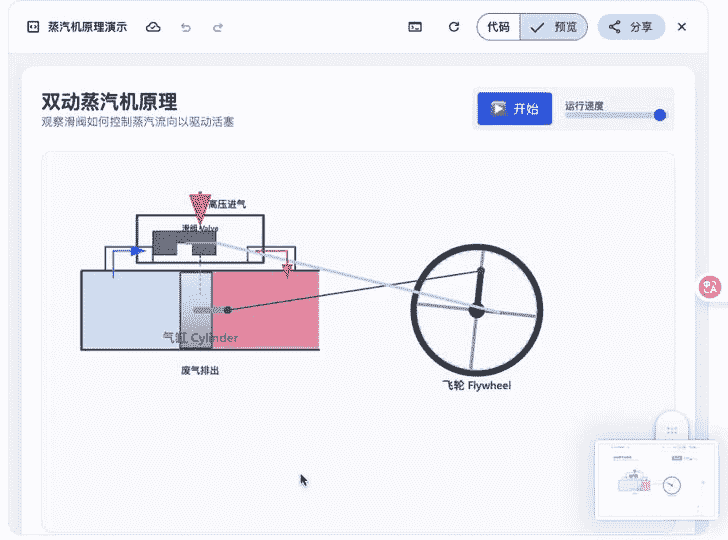 蒸汽机原理演示
代码
预览
分享
双动蒸汽机原理
观察滑阀如何控制蒸汽流向以驱动活塞
开始
运行速度
高压进气
滑阀 Valve
气缸 Cylinder
废气排出
飞轮 Flywheel